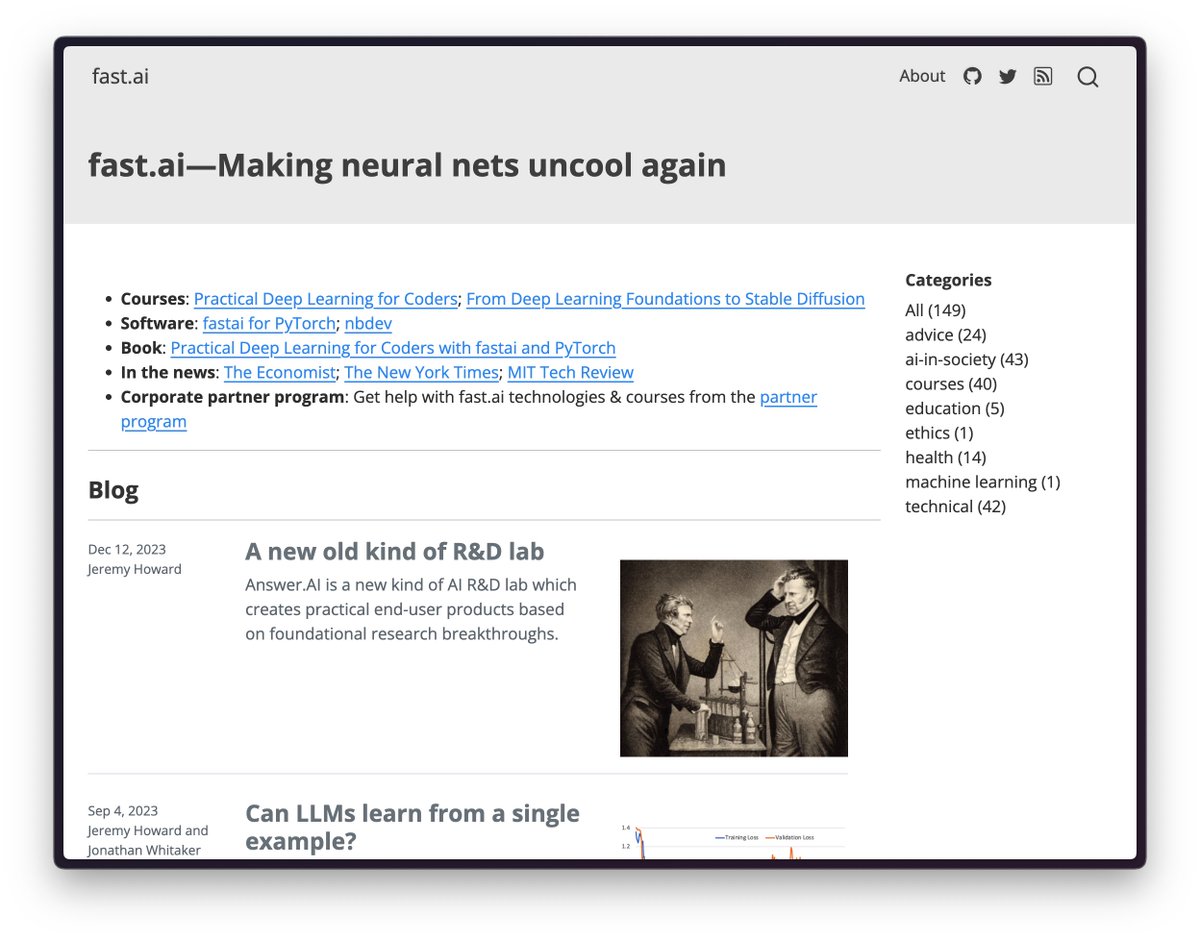 fast.ai
About
fast.ai—Making neural nets uncool again
Courses: Practical Deep Learning for Coders; From Deep Learning Foundations to Stable Diffusion
Software: fastai for PyTorch; nbdev
Book: Practical Deep Learning for Coders with fastai and PyTorch
In the news: The Economist; The New York Times; MIT Tech Review
Corporate partner program: Get help with fast.ai technologies & courses from the partner
program
Categories
All (149)
advice (24)
ai-in-society (43)
courses (40)
education (5)
ethics (1)
health (14)
machine learning (1)
technical (42)
Blog
Dec 12, 2023
Jeremy Howard
A new old kind of R&D lab
Answer.AI is a new kind of AI R&D lab which
creates practical end-user products based
on foundational research breakthroughs.
Sep 4, 2023
Jeremy Howard and
Jonathan Whitaker
Can LLMs learn from a single
example?
1.4
Training Loss Validation Loss
1.2